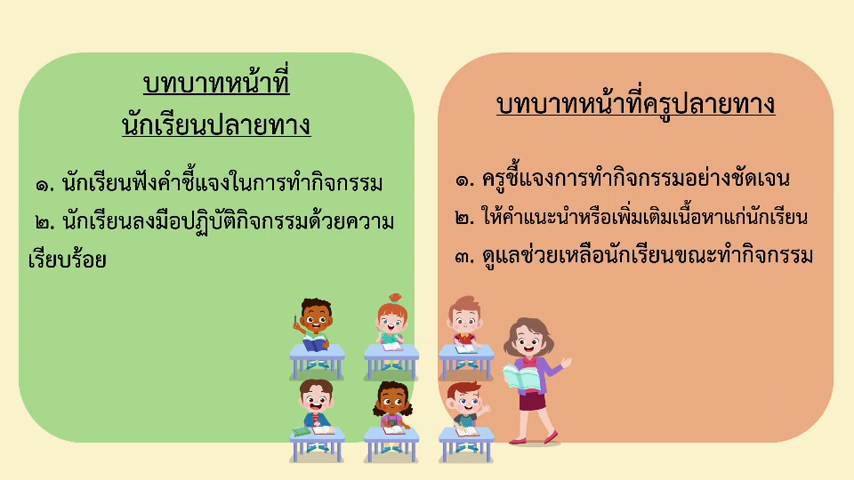 บทบาทหน้าที่
นักเรียนปลายทาง
๑. นักเรียนฟังคำชี้แจงในการทำกิจกรรม
๒. นักเรียนลงมือปฏิบัติกิจกรรมด้วยความ
เรียบร้อย
บทบาทหน้าที่ครูปลายทาง
๑. ครูชี้แจงการทำกิจกรรมอย่างชัดเจน
๒. ให้คำแนะนำหรือเพิ่มเติมเนื้อหาแก่นักเรียน
๓. ดูแลช่วยเหลือนักเรียนขณะทำกิจกรรม